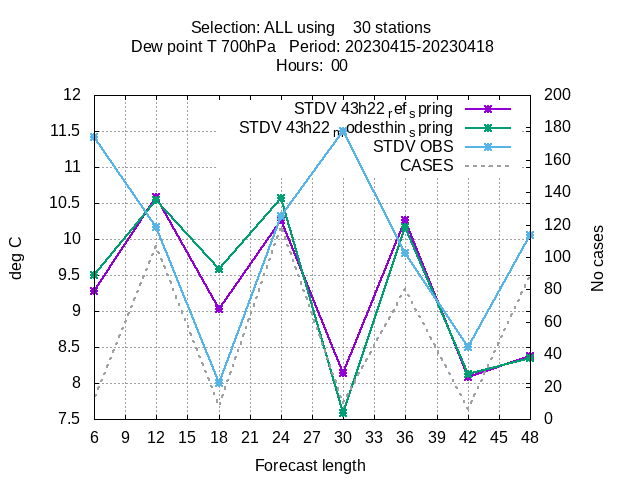 Selection: ALL using    30 stations
Dew point T 700hPa   Period: 20230415-20230418
Hours:  00
STDV 43h22_ref_spring
STDV 43h22_modesthin_spring
STDV OBS
CASES
12
11.5
11
10.5
10
9.5
9
8.5
8
7.5
200
180
160
140
120
100
80
60
40
20
0
deg C
No cases
6 9 12 15 18 21 24 27 30 33 36 39 42 45 48
Forecast length